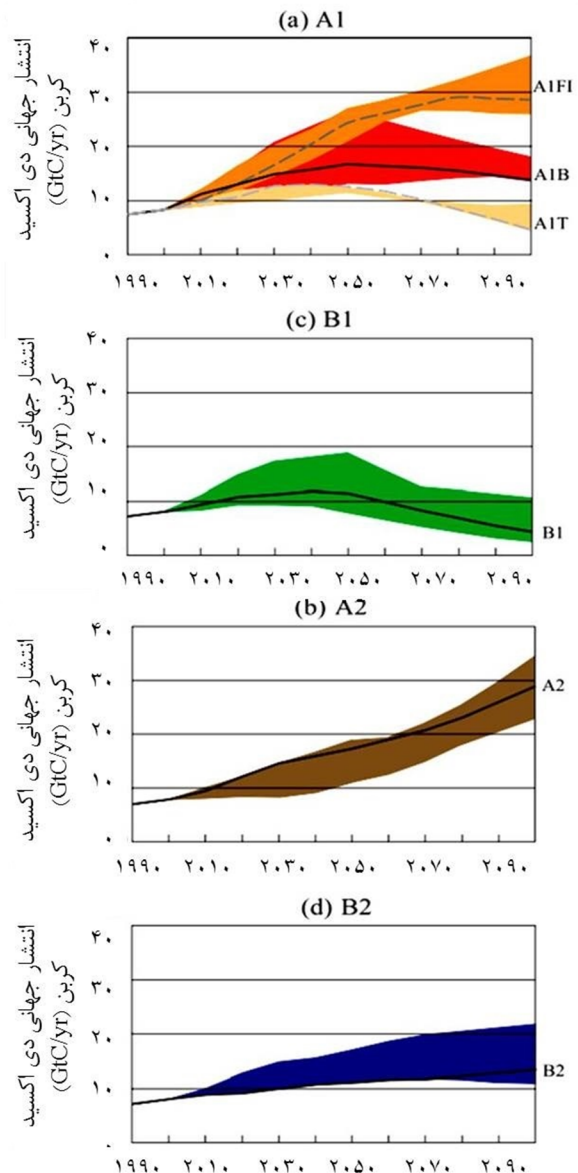 (a) A1
انتشار جهانی دی اکسید
کربن (GtC/yr)
۴۰
۳۰
۲۰
۱۰
۰
A1FI
A1B
A1T
۱۹۹۰ ۲۰۱۰ ۲۰۳۰ ۲۰۵۰ ۲۰۷۰ ۲۰۹۰
(c) B1
انتشار جهانی دی اکسید
کربن (GtC/yr)
۴۰
۳۰
۲۰
۱۰
۰
B1
۱۹۹۰ ۲۰۱۰ ۲۰۳۰ ۲۰۵۰ ۲۰۷۰ ۲۰۹۰
(b) A2
انتشار جهانی دی اکسید
کربن (GtC/yr)
۴۰
۳۰
۲۰
۱۰
۰
A2
۱۹۹۰ ۲۰۱۰ ۲۰۳۰ ۲۰۵۰ ۲۰۷۰ ۲۰۹۰
(d) B2
انتشار جهانی دی اکسید
کربن (GtC/yr)
۴۰
۳۰
۲۰
۱۰
۰
B2
۱۹۹۰ ۲۰۱۰ ۲۰۳۰ ۲۰۵۰ ۲۰۷۰ ۲۰۹۰